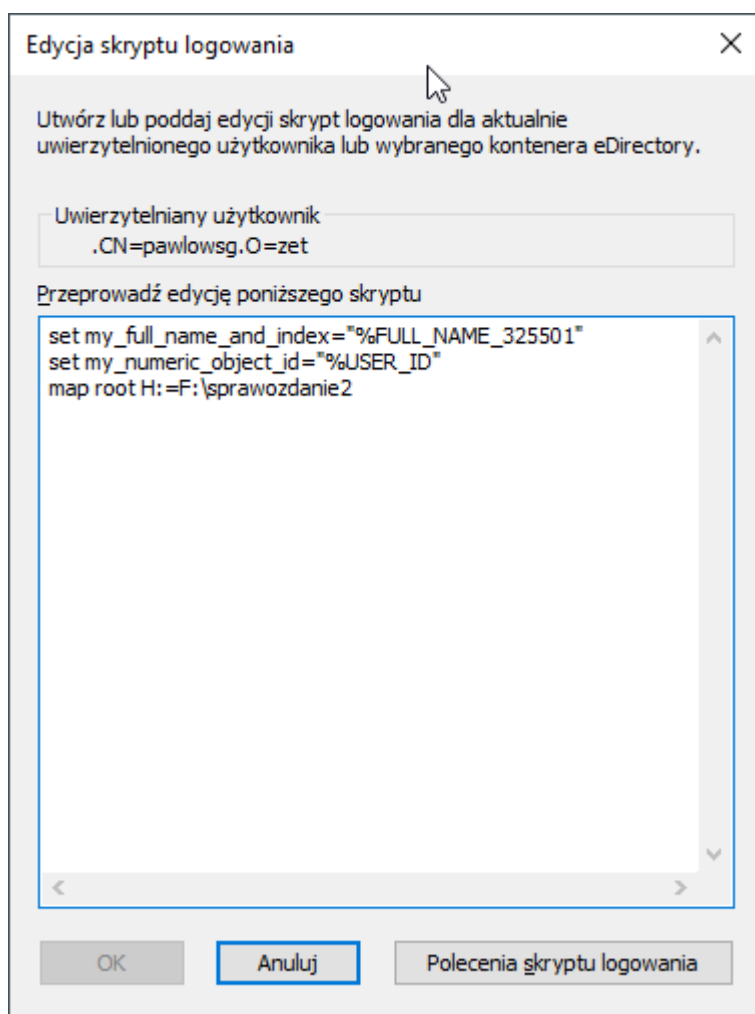 Edycja skryptu logowania
Utwórz lub poddaj edycji skrypt logowania dla aktualnie
uwierzytelnionego użytkownika lub wybranego kontenera eDirectory.
Uwierzytelniany użytkownik
.CN=pawlowsg.O=zet
Przeprowadź edycję poniższego skryptu
set my_full_name_and_index="%FULL_NAME_325501"
set my_numeric_object_id="%USER_ID"
map root H:=F:\sprawozdanie2
OK
Anuluj
Polecenia skryptu logowania